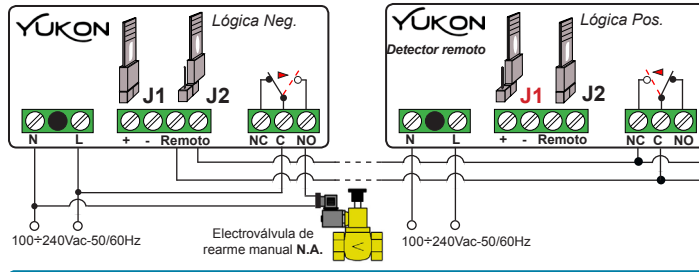 YUKON
Lógica Neg.
J1
J2
N
L
+ - Remoto
NC C NO
100÷240Vac-50/60Hz
Electroválvula de
rearme manual N.A.
YUKON
Lógica Pos.
Detector remoto
J1
J2
N
L
+ - Remoto
NC C NO
100÷240Vac-50/60Hz